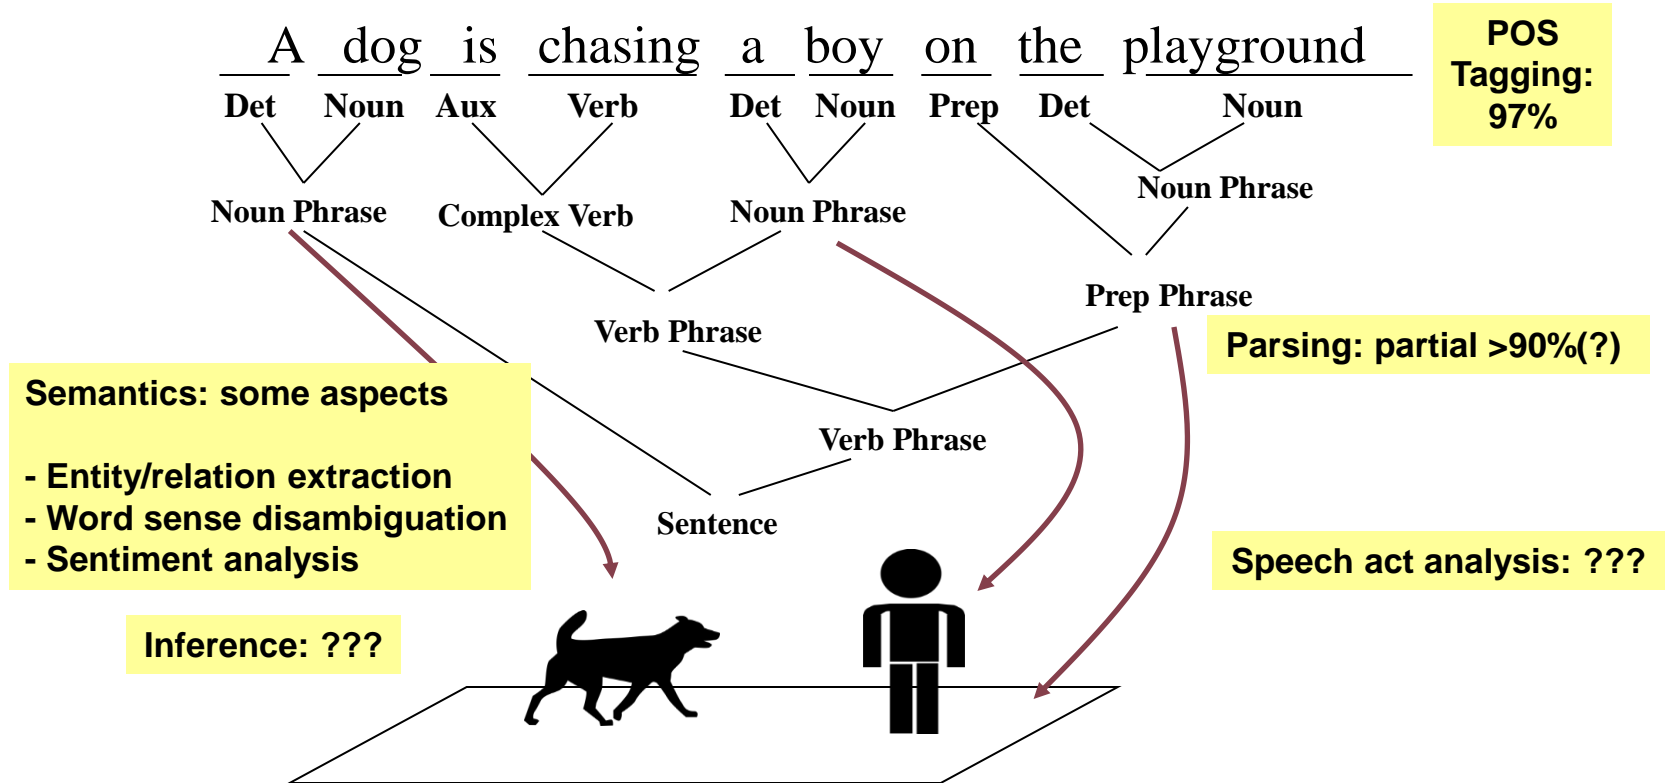 A dog is chasing a boy on the playground
POS
Tagging:
97%
Det Noun Aux Verb Det Noun Prep Det Noun
Noun Phrase
Noun Phrase Complex Verb Noun Phrase
Prep Phrase
Verb Phrase
Parsing: partial >90%(?)
Semantics: some aspects
- Entity/relation extraction
- Word sense disambiguation
- Sentiment analysis
Verb Phrase
Sentence
Speech act analysis: ???
Inference: ???